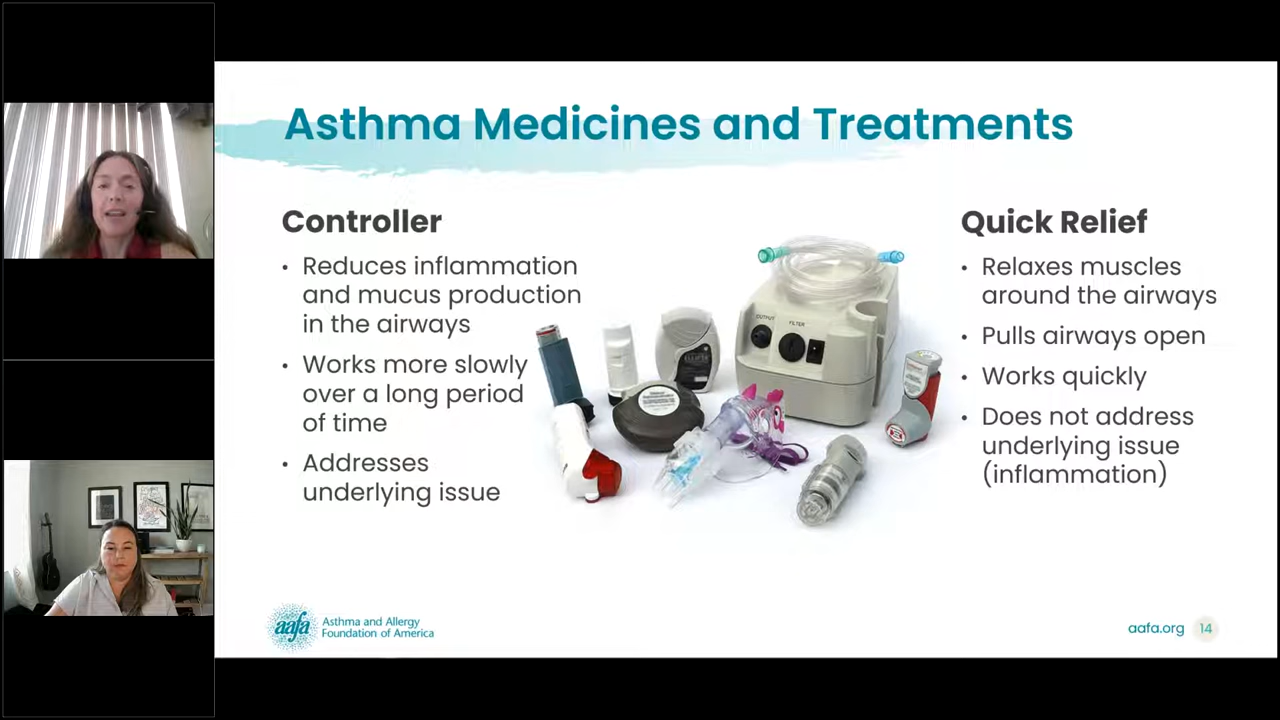 Asthma Medicines and Treatments
Controller
• Reduces inflammation
and mucus production
in the airways
• Works more slowly
over a long period
of time
• Addresses
underlying issue
OUTPUT
FILTER
Quick Relief
• Relaxes muscles
around the airways
• Pulls airways open
• Works quickly
• Does not address
underlying issue
(inflammation)
aafa
Asthma and Allergy
Foundation of America
aafa.org 14